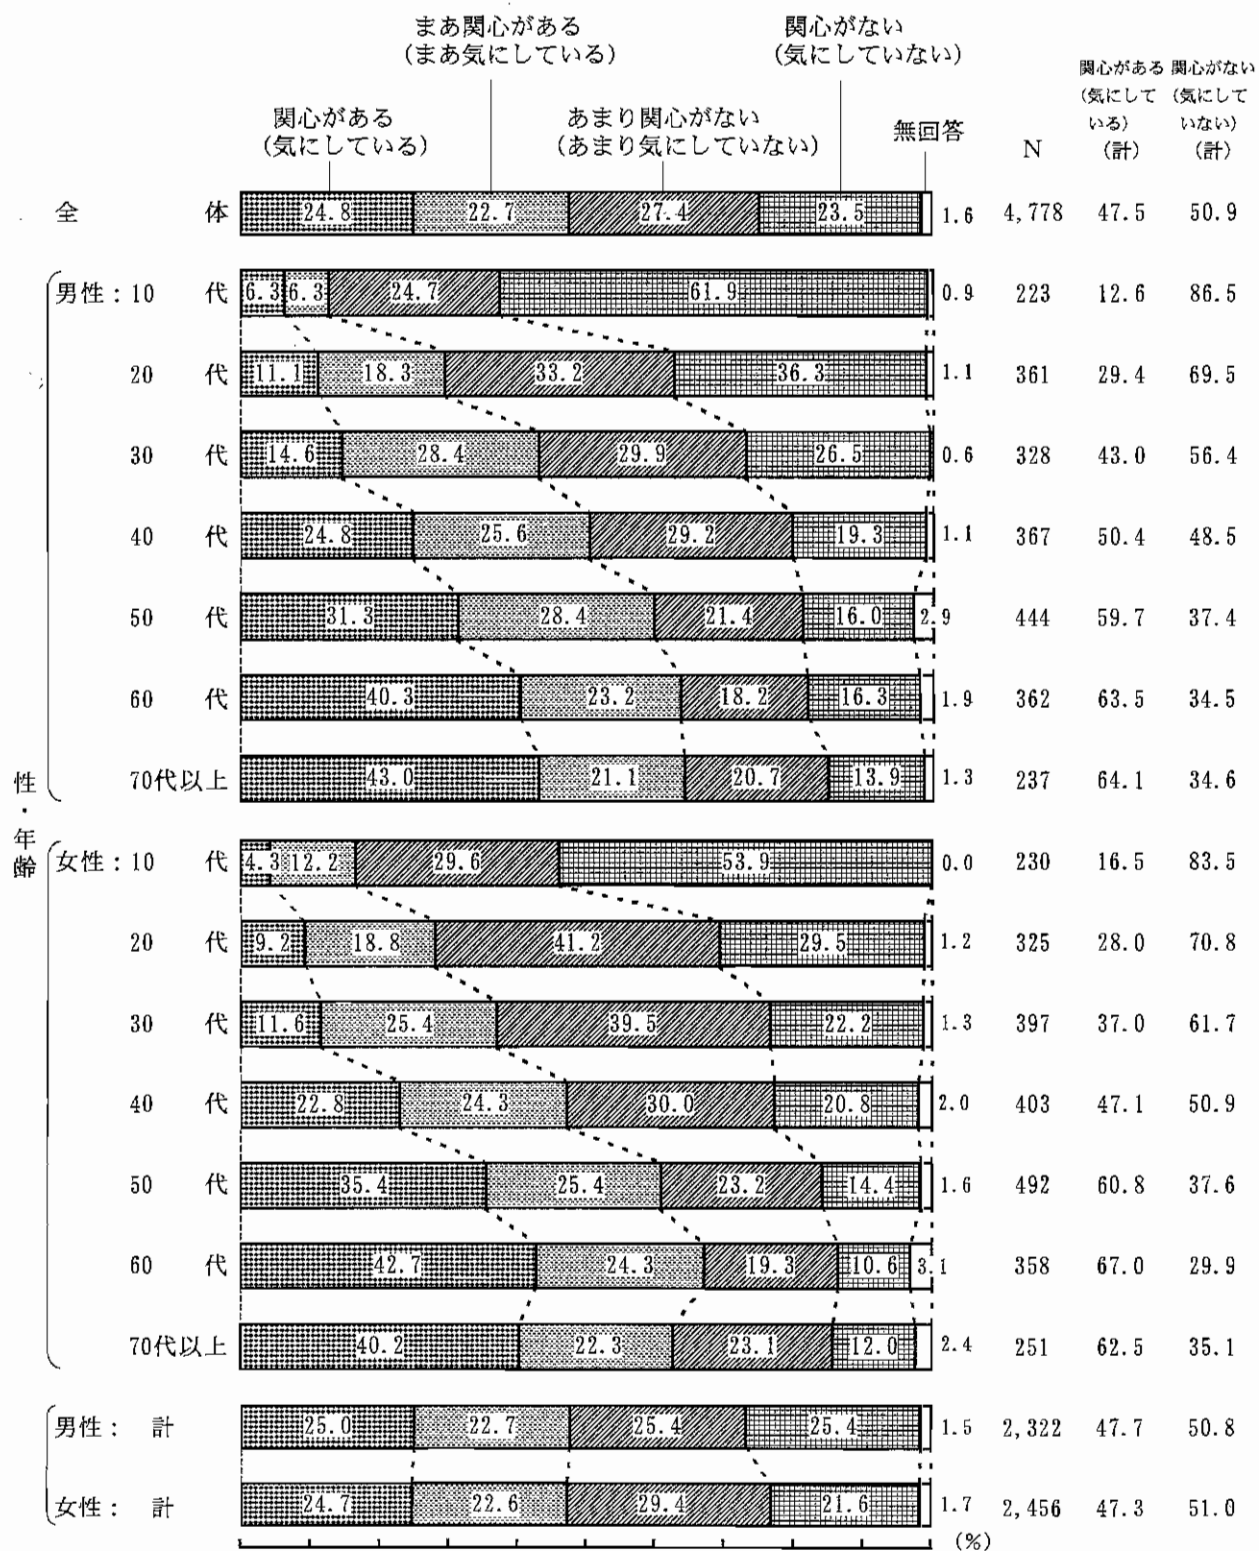 まあ関心がある
(まあ気にしている)
関心がない
(気にしていない)
関心がある 関心がない
(気にして (気にして
いる) いない)
(計) (計)
関心がある
(気にしている)
あまり関心がない
(あまり気にしていない)
無回答
N
全 体 24.8 22.7 27.4 23.5 1.6 4,778 47.5 50.9
性・年齢
男性:10 代 6.3 6.3 24.7 61.9 0.9 223 12.6 86.5
20 代 11.1 18.3 33.2 36.3 1.1 361 29.4 69.5
30 代 14.6 28.4 29.9 26.5 0.6 328 43.0 56.4
40 代 24.8 25.6 29.2 19.3 1.1 367 50.4 48.5
50 代 31.3 28.4 21.4 16.0 2.9 444 59.7 37.4
60 代 40.3 23.2 18.2 16.3 1.9 362 63.5 34.5
70代以上 43.0 21.1 20.7 13.9 1.3 237 64.1 34.6
女性:10 代 4.3 12.2 29.6 53.9 0.0 230 16.5 83.5
20 代 9.2 18.8 41.2 29.5 1.2 325 28.0 70.8
30 代 11.6 25.4 39.5 22.2 1.3 397 37.0 61.7
40 代 22.8 24.3 30.0 20.8 2.0 403 47.1 50.9
50 代 35.4 25.4 23.2 14.4 1.6 492 60.8 37.6
60 代 42.7 24.3 19.3 10.6 3.1 358 67.0 29.9
70代以上 40.2 22.3 23.1 12.0 2.4 251 62.5 35.1
男性: 計 25.0 22.7 25.4 25.4 1.5 2,322 47.7 50.8
女性: 計 24.7 22.6 29.4 21.6 1.7 2,456 47.3 51.0
(%)